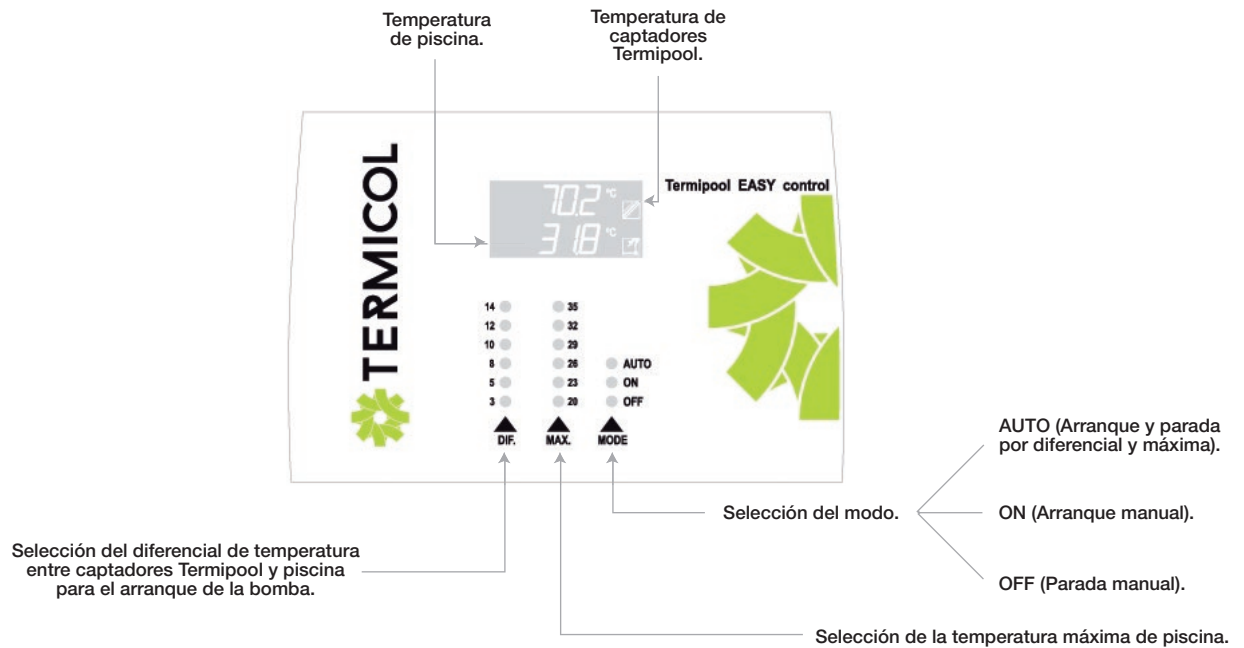 Temperatura
de piscina.
Temperatura de
captadores
Termipool.
TERMICOL
Termipool EASY control
70.2 °C
31.8 °C
14
12
10
8
5
3
35
32
29
26
23
20
AUTO
ON
OFF
DIF.
MAX.
MODE
AUTO (Arranque y parada
por diferencial y máxima).
Selección del modo.
ON (Arranque manual).
OFF (Parada manual).
Selección del diferencial de temperatura
entre captadores Termipool y piscina
para el arranque de la bomba.
Selección de la temperatura máxima de piscina.